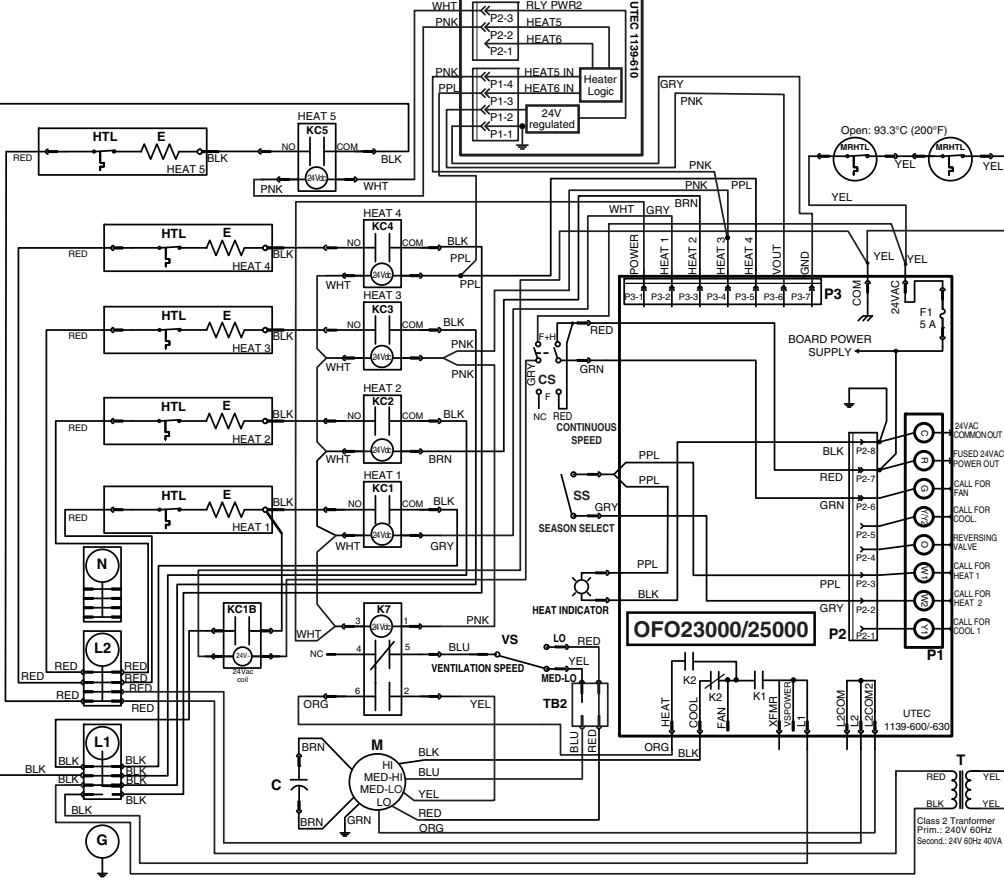 WHT
RLY PWR2
P2-3
PNK
HEAT5
P2-2
HEAT6
P2-1
UTEC 1139-610
PNK
HEAT5 IN
P1-4
PPL
HEAT6 IN
P1-3
Heater
Logic
P1-2
24V
regulated
P1-1
GRY
PNK
HEAT 5
KC5
HTL
E
RED
BLK
HEAT 5
NO
COM
BLK
24Vdc
PNK
WHT
Open: 93.3°C (200°F)
MRHTL
MRHTL
YEL
YEL
YEL
PNK
PNK
PPL
BRN
WHT
GRY
HEAT 4
KC4
HTL
E
RED
BLK
HEAT 4
NO
COM
BLK
24Vdc
PPL
WHT
PPL
POWER
HEAT 1
HEAT 2
HEAT 3
HEAT 4
VOUT
GND
P3-1
P3-2
P3-3
P3-4
P3-5
P3-6
P3-7
P3
COM
YEL
24VAC
YEL
F1
5 A
BOARD POWER
SUPPLY
HEAT 3
KC3
HTL
E
RED
BLK
HEAT 3
NO
COM
BLK
24Vdc
PNK
WHT
PNK
F+H
RED
GRY
CS
GRN
F
NC
RED
CONTINUOUS
SPEED
HEAT 2
KC2
HTL
E
RED
BLK
HEAT 2
NO
COM
BLK
24Vdc
WHT
BRN
HEAT 1
KC1
HTL
E
RED
BLK
HEAT 1
NO
COM
BLK
24Vdc
WHT
GRY
PPL
PPL
SS
GRY
SEASON SELECT
PPL
BLK
HEAT INDICATOR
BLK
P2-8
RED
P2-7
GRN
P2-6
P2-5
P2-4
PPL
P2-3
GRY
P2-2
P2-1
P2
C
R
G
Y/Y2
O
W1
W2
Y1
P1
24VAC
COMMON OUT
FUSED 24VAC
POWER OUT
CALL FOR
FAN
CALL FOR
COOL.
REVERSING
VALVE
CALL FOR
HEAT 1
CALL FOR
HEAT 2
CALL FOR
COOL 1
OFO23000/25000
N
L2
RED
RED
RED
RED
RED
RED
RED
KC1B
24V~
24Vac
coil
K7
3
24Vdc
1
PNK
WHT
NC
4
5
BLU
VS
VENTILATION SPEED
LO
RED
YEL
MED-LO
6
2
ORG
YEL
TB2
BLU
RED
K2
K2
K1
HEAT
COOL
FAN
XFMR
VSPOWER
L1
L2COM
L2
L2COM2
UTEC
1139-600/-630
ORG
BLK
L1
BLK
BLK
BLK
BLK
BLK
BLK
BLK
BLK
G
BRN
C
BRN
M
HI
MED-HI
MED-LO
LO
BLK
BLU
YEL
RED
ORG
GRN
T
RED
YEL
BLK
YEL
Class 2 Tranformer
Prim.: 240V 60Hz
Second.: 24V 60Hz 40VA